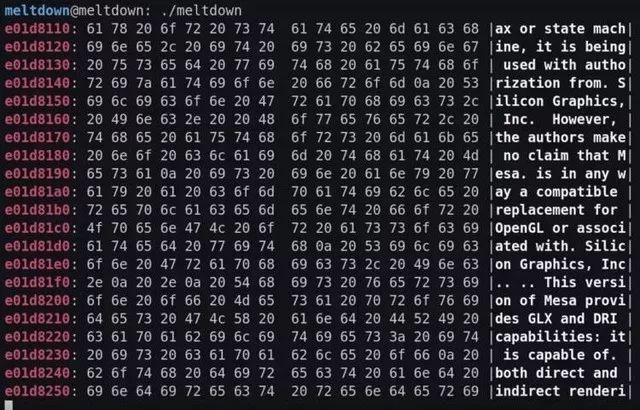 meltdown@meltdown: ./meltdown
e01d8110: 61 78 20 6f 72 20 73 74  61 74 65 20 6d 61 63 68 |ax or state mach
e01d8120: 69 6e 65 2c 20 69 74 20  69 73 20 62 65 69 6e 67 |ine, it is being
e01d8130: 20 75 73 65 64 20 77 69  74 68 20 61 75 74 68 6f | used with autho
e01d8140: 72 69 7a 61 74 69 6f 6e  20 66 72 6f 6d 0a 20 53 |rization from. S
e01d8150: 69 6c 69 63 6f 6e 20 47  72 61 70 68 69 63 73 2c |ilicon Graphics,
e01d8160: 20 49 6e 63 2e 20 20 48  6f 77 65 76 65 72 2c 20 | Inc.  However,
e01d8170: 74 68 65 20 61 75 74 68  6f 72 73 20 6d 61 6b 65 |the authors make
e01d8180: 20 6e 6f 20 63 6c 61 69  6d 20 74 68 61 74 20 4d | no claim that M
e01d8190: 65 73 61 0a 20 69 73 20  69 6e 20 61 6e 79 20 77 |esa. is in any w
e01d81a0: 61 79 20 61 20 63 6f 6d  70 61 74 69 62 6c 65 20 |ay a compatible
e01d81b0: 72 65 70 6c 61 63 65 6d  65 6e 74 20 66 6f 72 20 |replacement for
e01d81c0: 4f 70 65 6e 47 4c 20 6f  72 20 61 73 73 6f 63 69 |OpenGL or associ
e01d81d0: 61 74 65 64 20 77 69 74  68 0a 20 53 69 6c 69 63 |ated with. Silic
e01d81e0: 6f 6e 20 47 72 61 70 68  69 63 73 2c 20 49 6e 63 |on Graphics, Inc
e01d81f0: 2e 0a 20 2e 0a 20 54 68  69 73 20 76 65 72 73 69 |.. .. This versi
e01d8200: 6f 6e 20 6f 66 20 4d 65  73 61 20 70 72 6f 76 69 |on of Mesa provi
e01d8210: 64 65 73 20 47 4c 58 20  61 6e 64 20 44 52 49 20 |des GLX and DRI
e01d8220: 63 61 70 61 62 69 6c 69  74 69 65 73 3a 20 69 74 |capabilities: it
e01d8230: 20 69 73 20 63 61 70 61  62 6c 65 20 6f 66 0a 20 | is capable of.
e01d8240: 62 6f 74 68 20 64 69 72  65 63 74 20 61 6e 64 20 |both direct and
e01d8250: 69 6e 64 69 72 65 63 74  20 72 65 6e 64 65 72 69 |indirect renderi